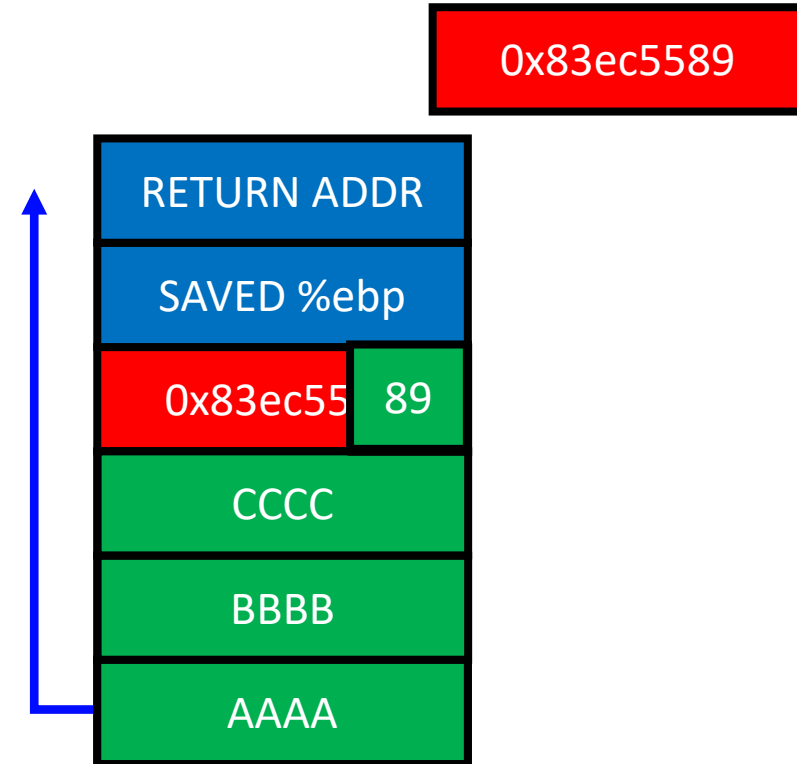 0x83ec5589
RETURN ADDR
SAVED %ebp
0x83ec55 89
CCCC
BBBB
AAAA